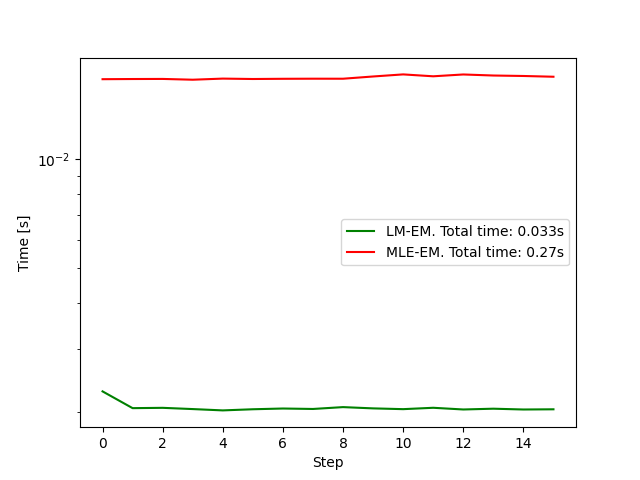 Time [s]
10⁻²
LM-EM. Total time: 0.033s
MLE-EM. Total time: 0.27s
0 2 4 6 8 10 12 14
Step